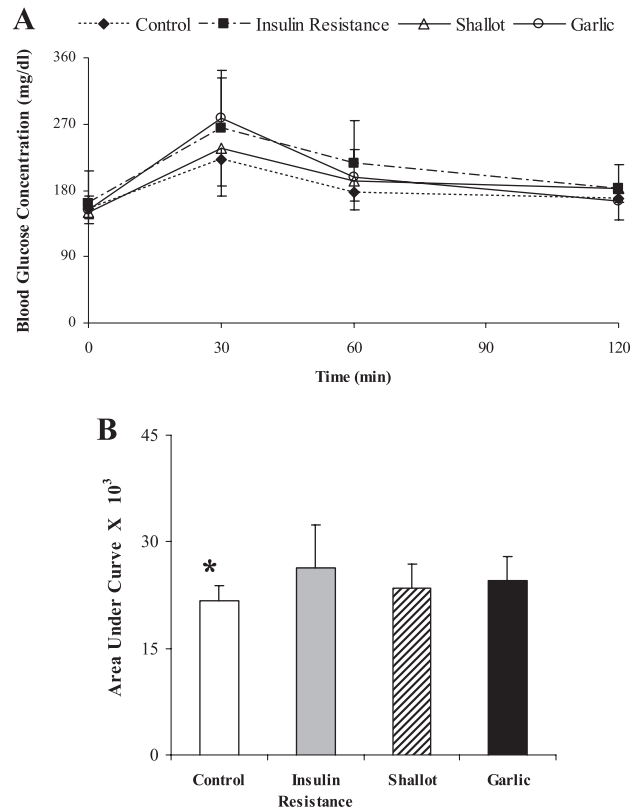 A
Control Insulin Resistance Shallot Garlic
Blood Glucose Concentration (mg/dl)
360
270
180
90
0
0 30 60 90 120
Time (min)
B
Area Under Curve X 10³
45
30
15
0
*
Control Insulin Shallot Garlic
Resistance